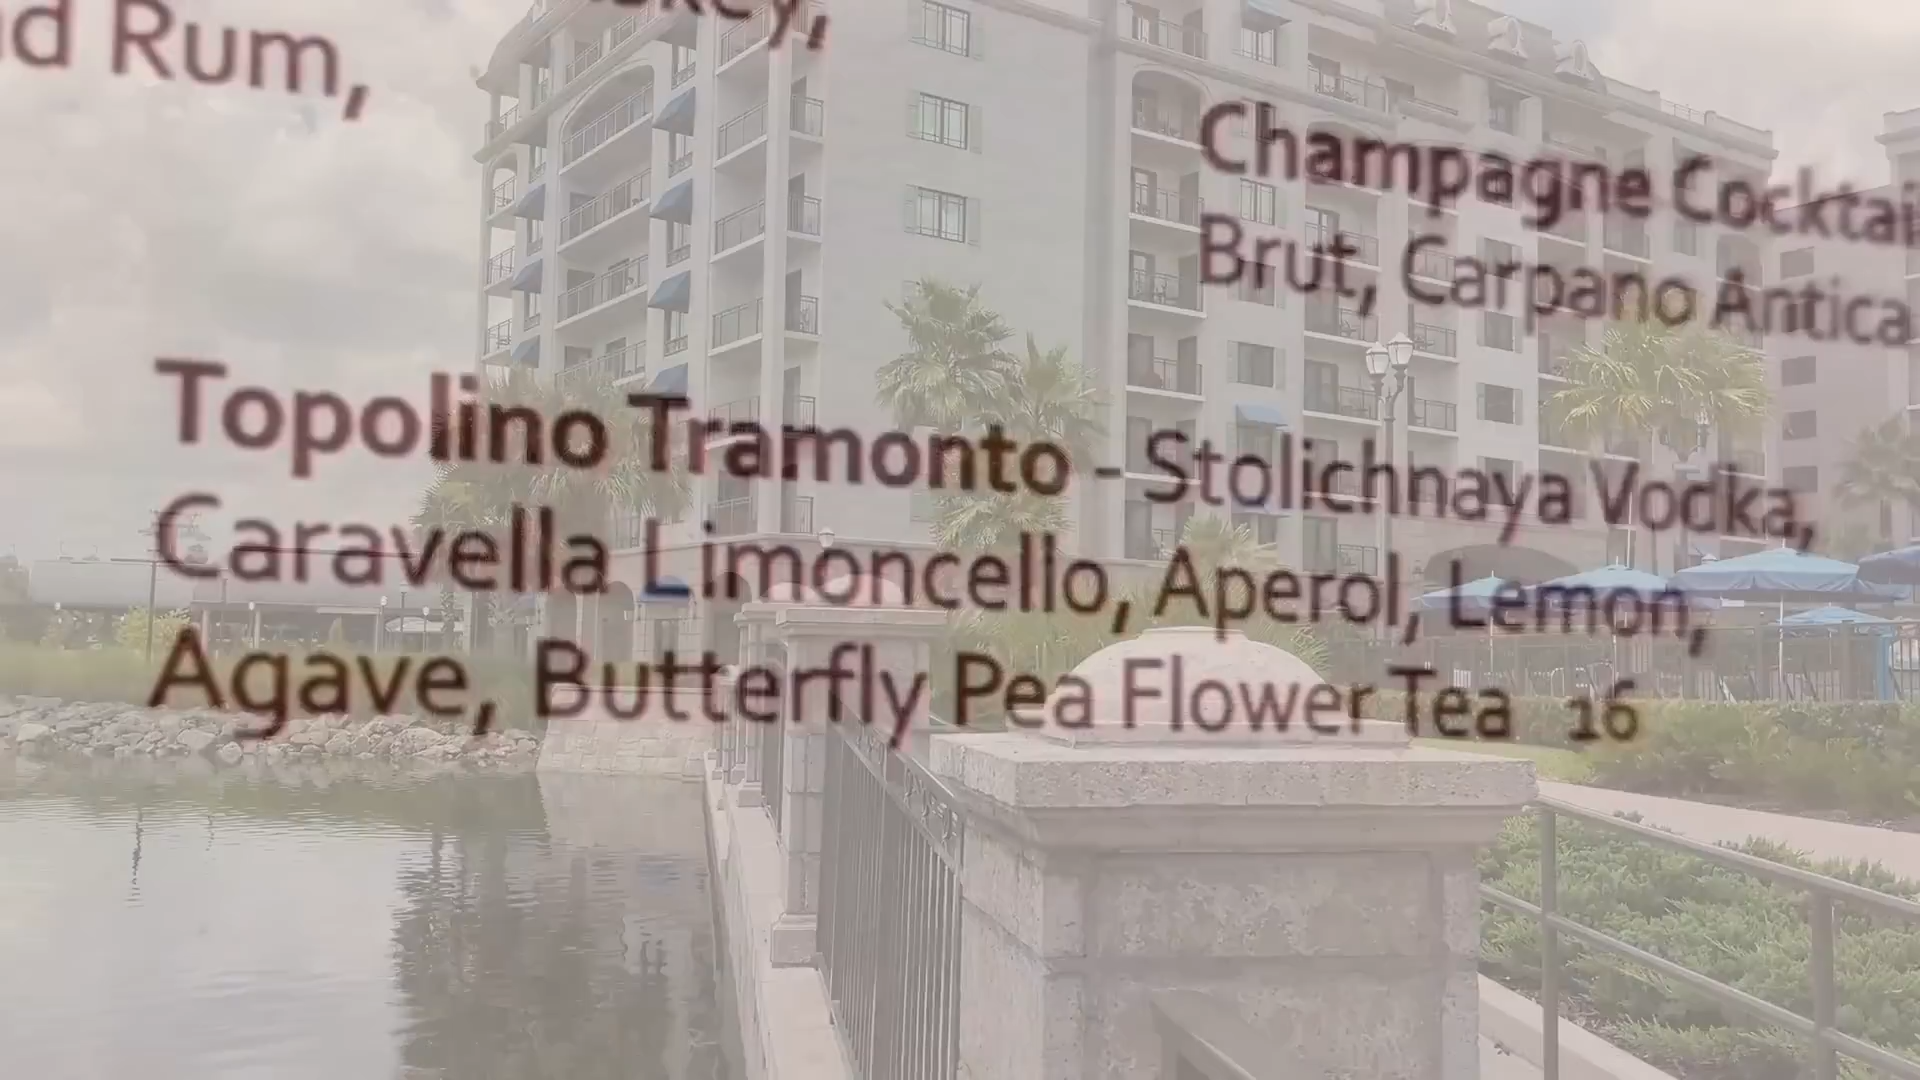 Rum,
Champagne Cocktail
Brut, Carpano Antica
Topolino Tramonto - Stolichnaya Vodka,
Caravella Limoncello, Aperol, Lemon,
Agave, Butterfly Pea Flower Tea 16